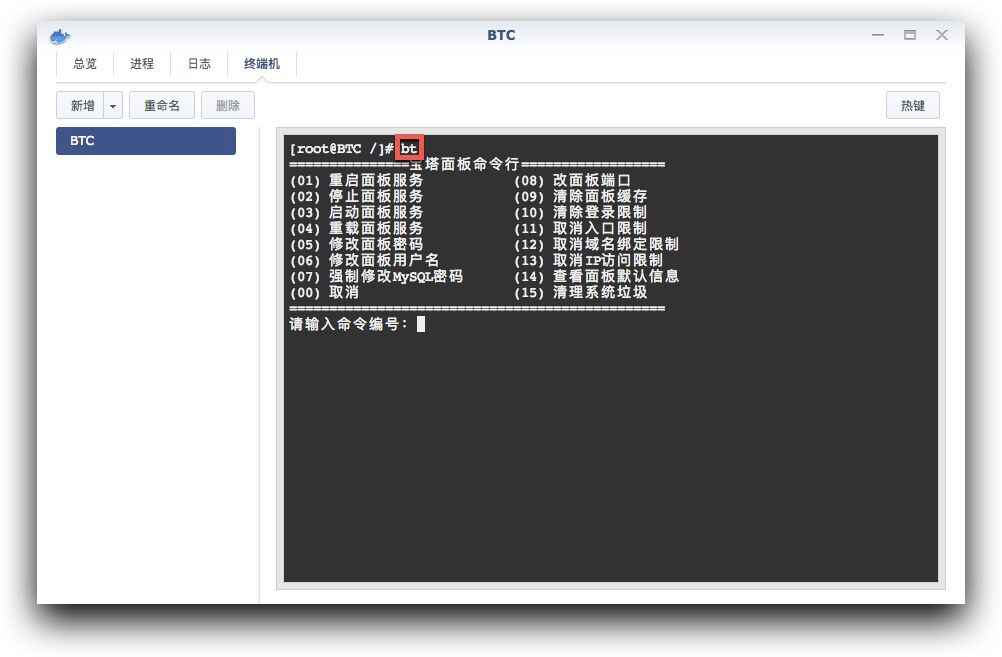 BTC
总览 进程 日志 终端机
新增 重命名 删除 热键
BTC
[root@BTC /]# bt
===============宝塔面板命令行==================
(01) 重启面板服务 (08) 改面板端口
(02) 停止面板服务 (09) 清除面板缓存
(03) 启动面板服务 (10) 清除登录限制
(04) 重载面板服务 (11) 取消入口限制
(05) 修改面板密码 (12) 取消域名绑定限制
(06) 修改面板用户名 (13) 取消IP访问限制
(07) 强制修改MySQL密码 (14) 查看面板默认信息
(00) 取消 (15) 清理系统垃圾
===============================================
请输入命令编号：